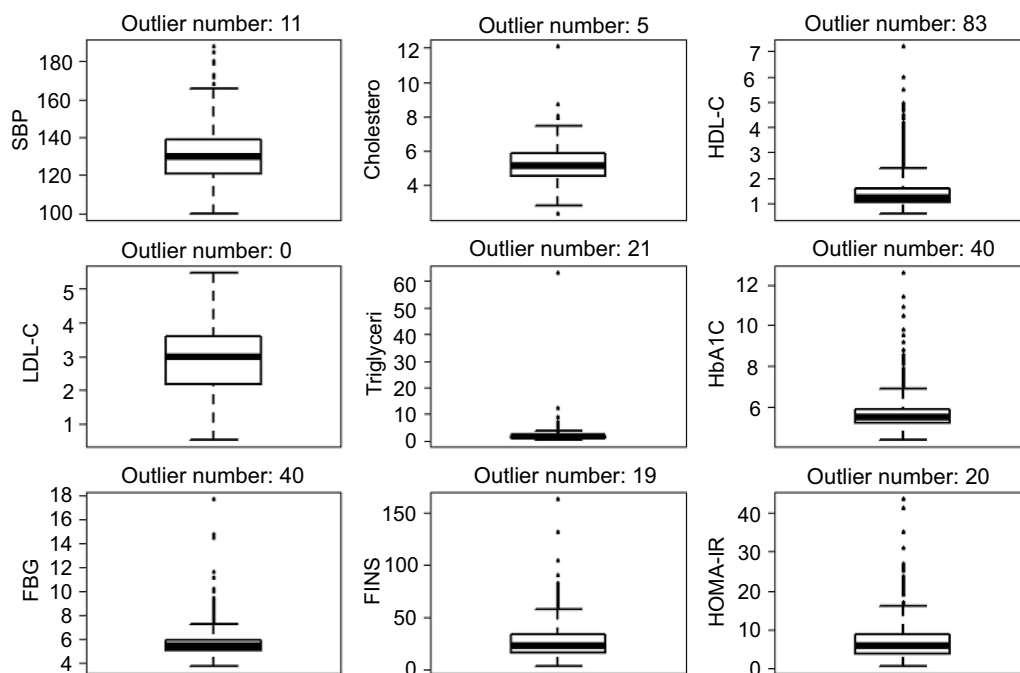 Outlier number: 11
SBP
180
160
140
120
100
Outlier number: 5
Cholestero
12
10
8
6
4
Outlier number: 83
HDL-C
7
6
5
4
3
2
1
Outlier number: 0
LDL-C
5
4
3
2
1
Outlier number: 21
Triglyceri
60
50
40
30
20
10
0
Outlier number: 40
HbA1C
12
10
8
6
Outlier number: 40
FBG
18
16
14
12
10
8
6
4
Outlier number: 19
FINS
150
100
50
0
Outlier number: 20
HOMA-IR
40
30
20
10
0